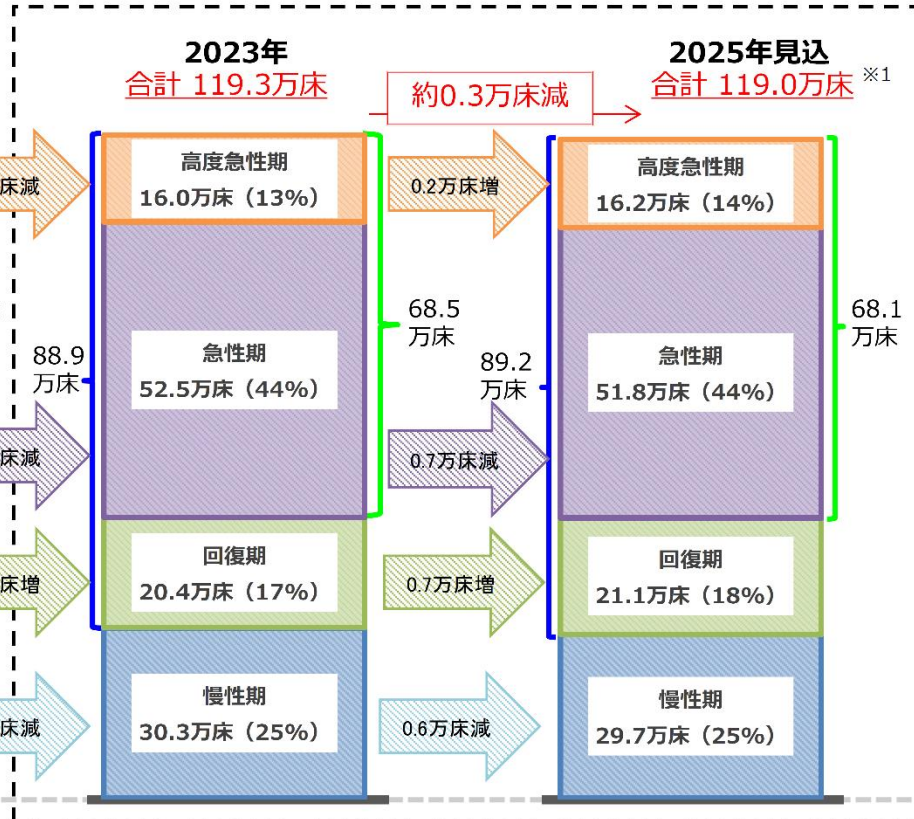 2023年
合計 119.3万床
約0.3万床減
2025年見込
合計 119.0万床 ※1
床減
高度急性期
16.0万床（13%）
0.2万床増
高度急性期
16.2万床（14%）
88.9
万床
急性期
52.5万床（44%）
68.5
万床
89.2
万床
急性期
51.8万床（44%）
68.1
万床
床減
0.7万床減
床増
回復期
20.4万床（17%）
0.7万床増
回復期
21.1万床（18%）
床減
慢性期
30.3万床（25%）
0.6万床減
慢性期
29.7万床（25%）